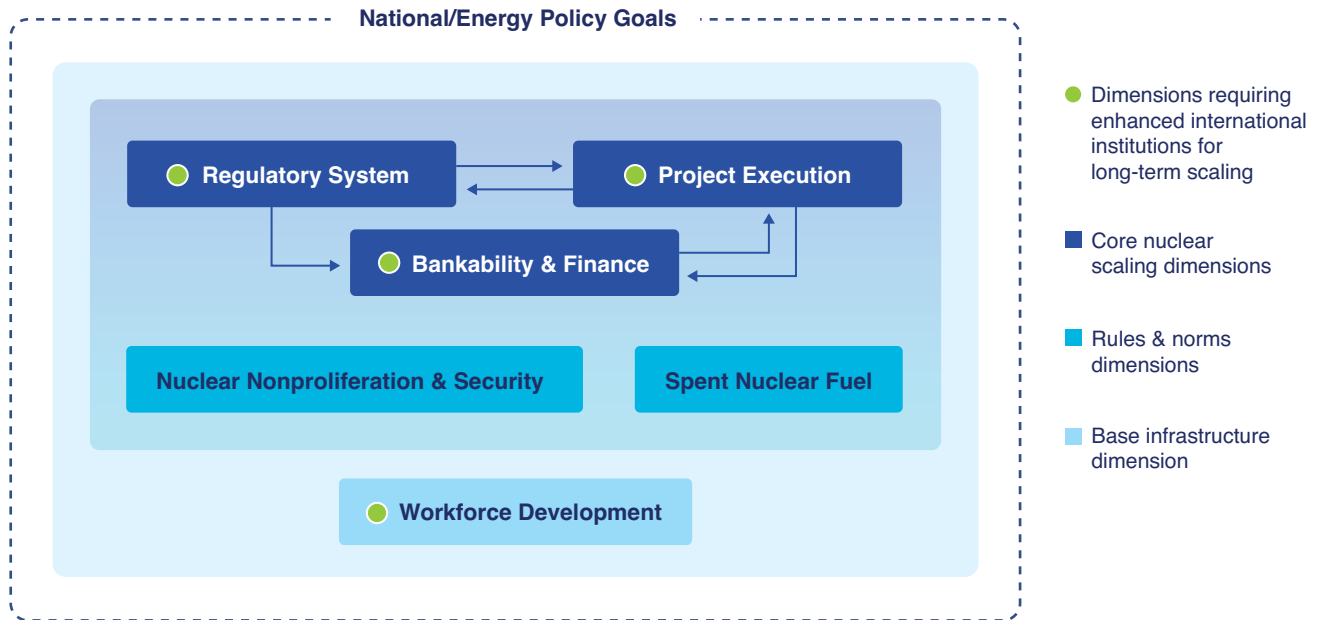 National/Energy Policy Goals
Regulatory System
Project Execution
Bankability & Finance
Nuclear Nonproliferation & Security
Spent Nuclear Fuel
Workforce Development
Dimensions requiring
enhanced international
institutions for
long-term scaling
Core nuclear
scaling dimensions
Rules & norms
dimensions
Base infrastructure
dimension